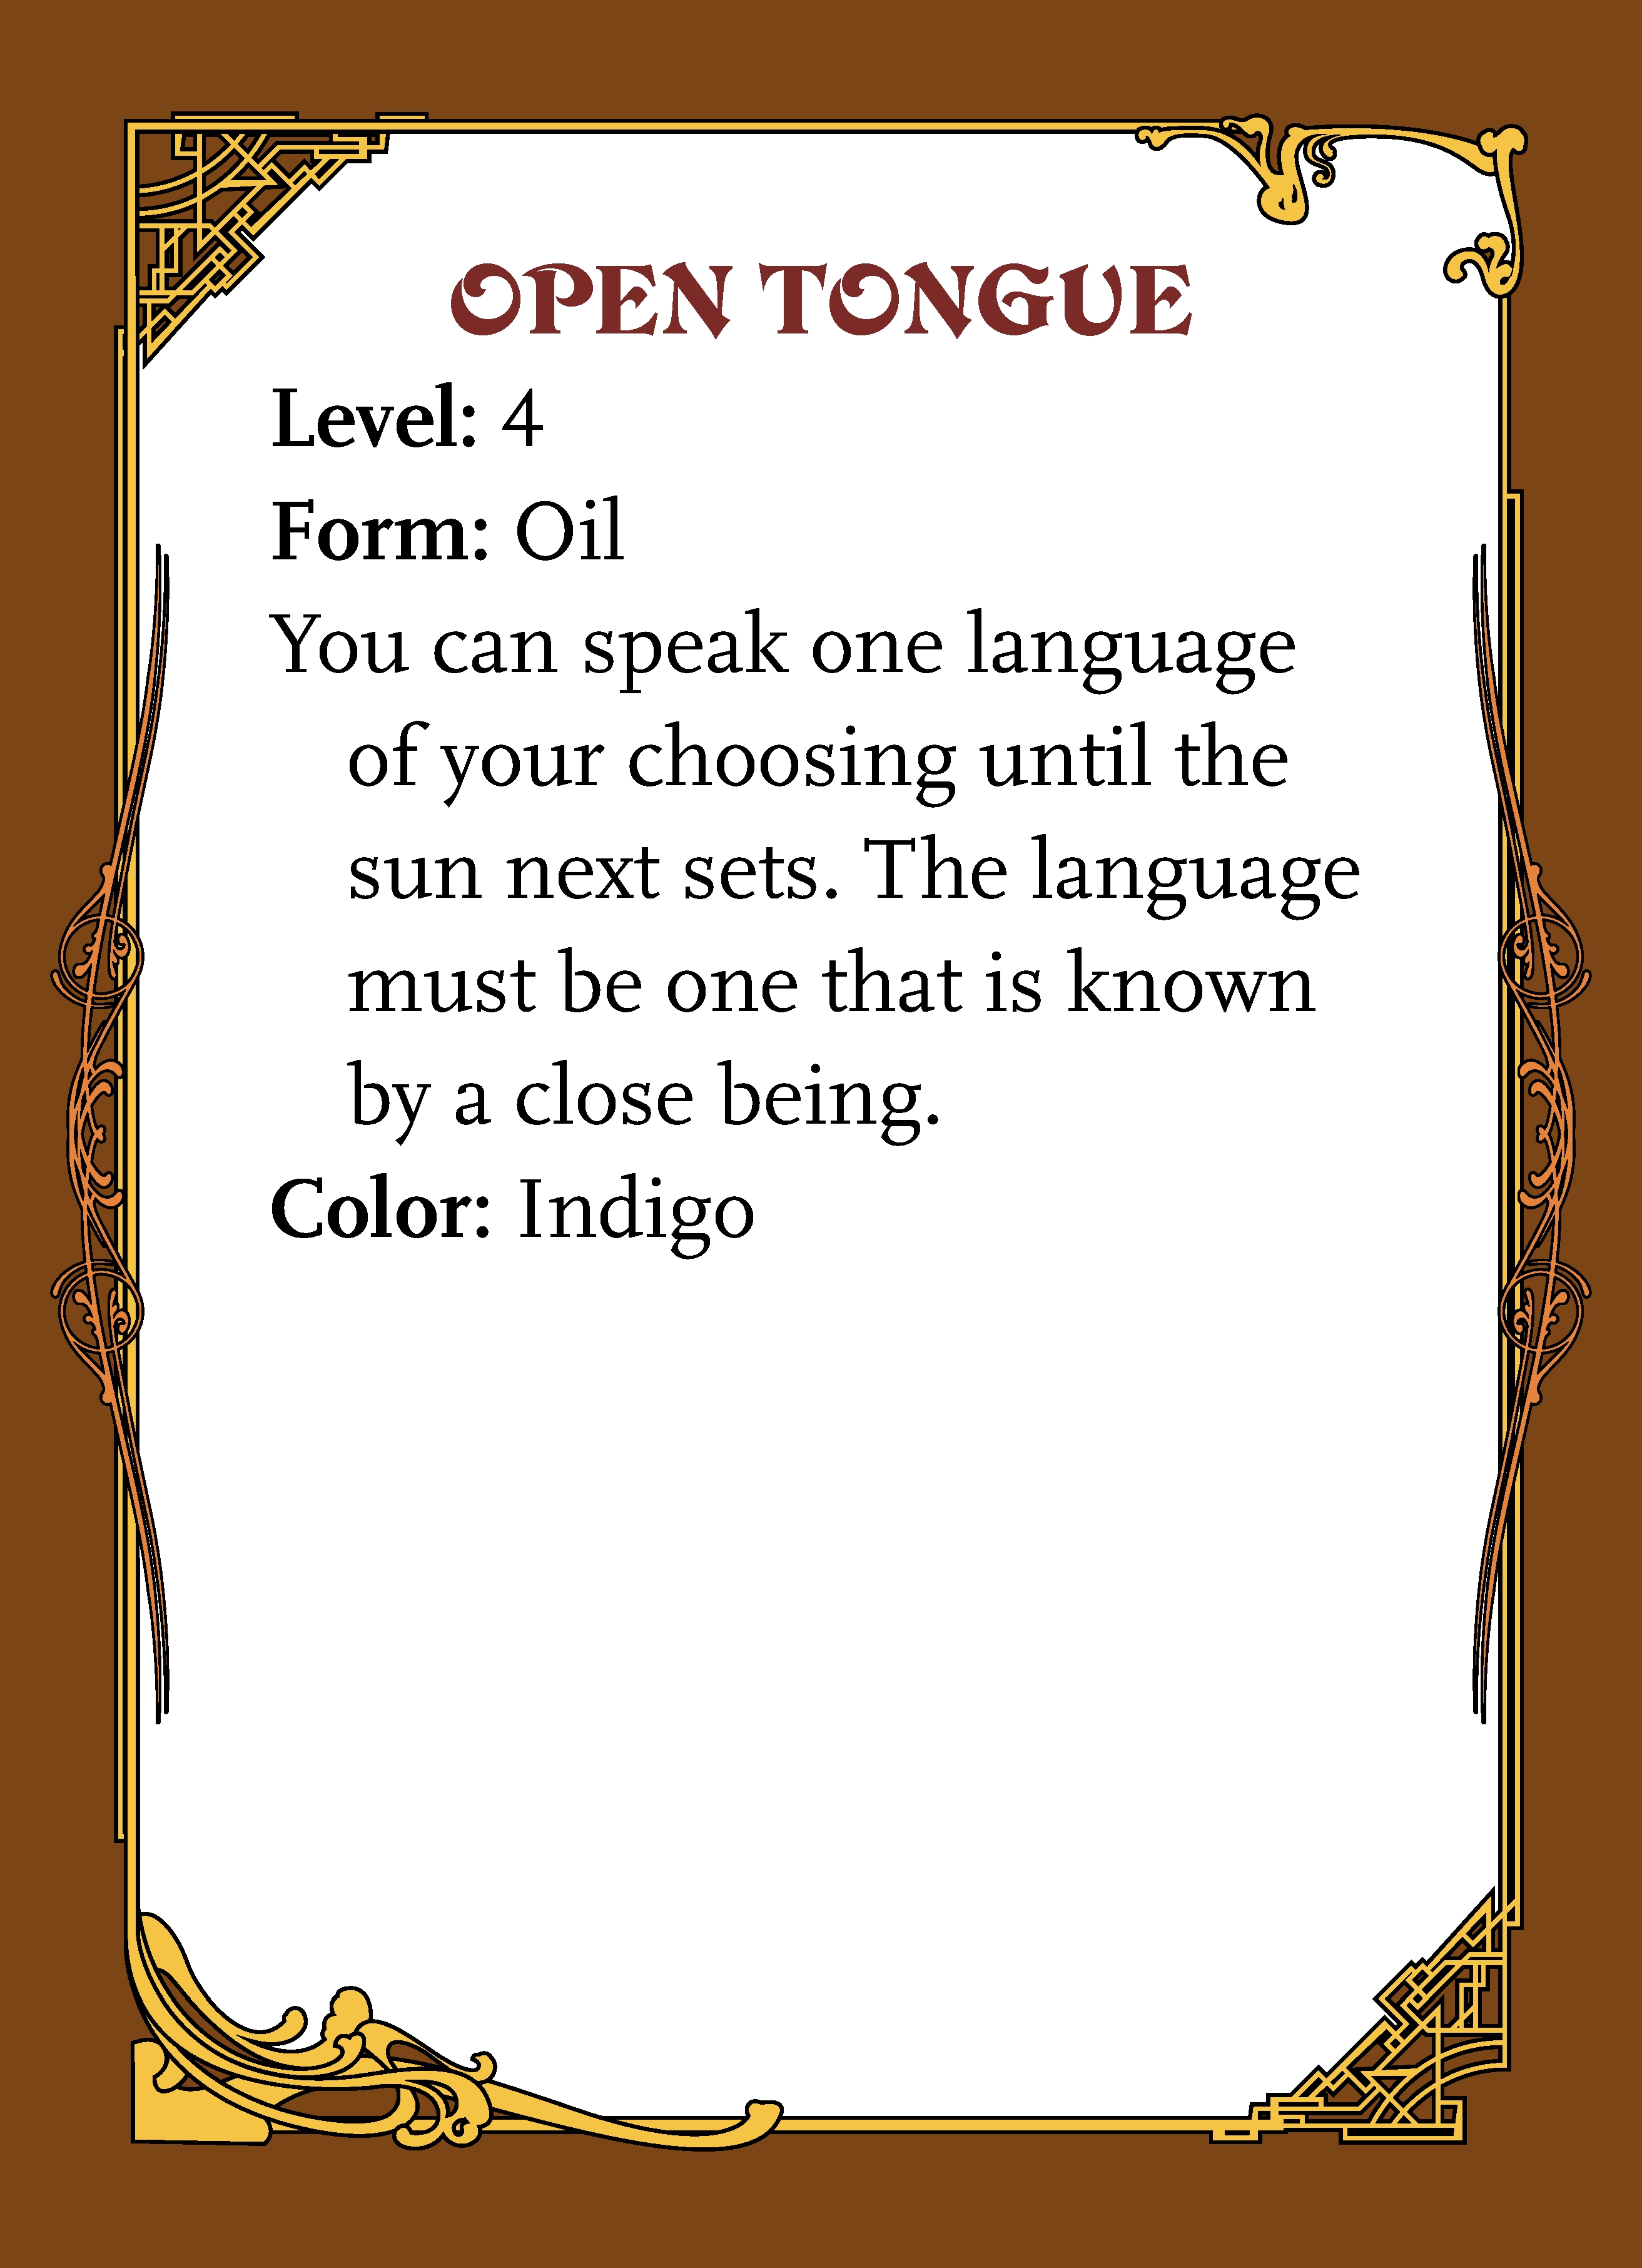 OPEN TONGUE
Level: 4
Form: Oil
You can speak one language
of your choosing until the
sun next sets. The language
must be one that is known
by a close being.
Color: Indigo